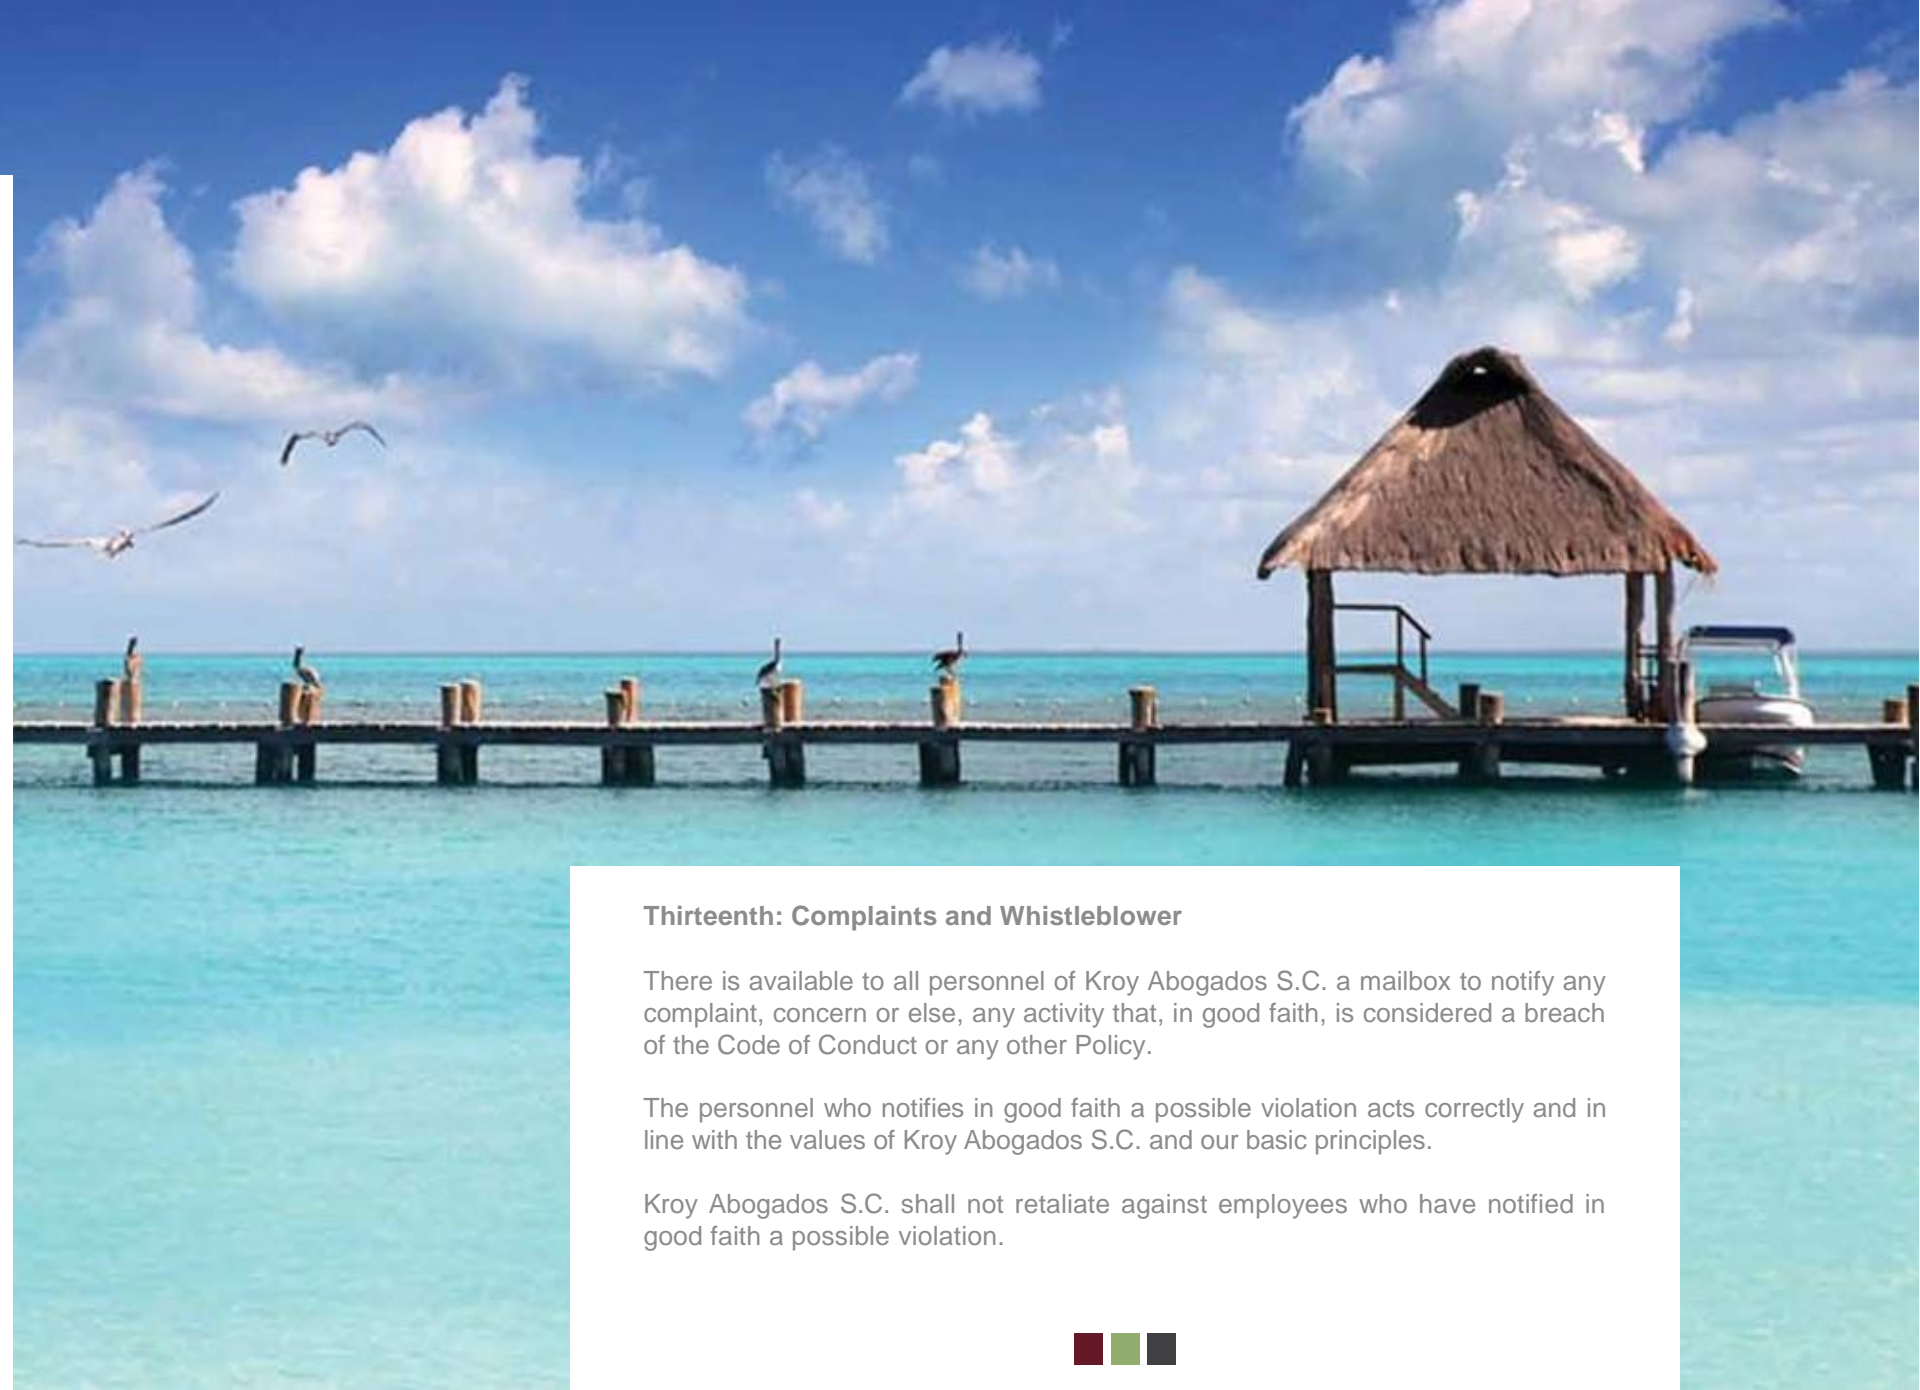 Thirteenth: Complaints and Whistleblower
There is available to all personnel of Kroy Abogados S.C. a mailbox to notify any
complaint, concern or else, any activity that, in good faith, is considered a breach
of the Code of Conduct or any other Policy.
The personnel who notifies in good faith a possible violation acts correctly and in
line with the values of Kroy Abogados S.C. and our basic principles.
Kroy Abogados S.C. shall not retaliate against employees who have notified in
good faith a possible violation.